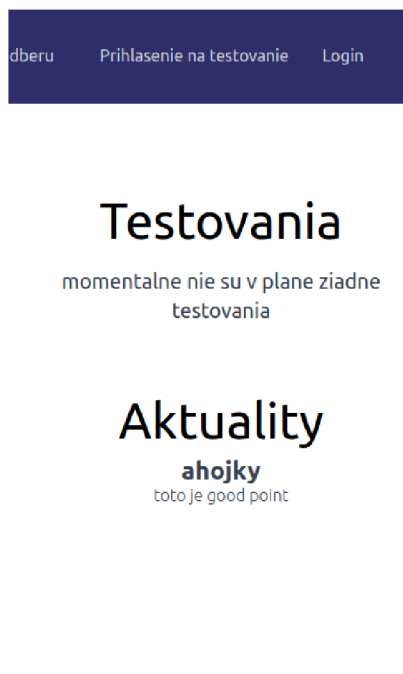 dberu Prihlasenie na testovanie Login
Testovania
momentalne nie su v plane ziadne
testovania
Aktuality
ahojky
toto je good point